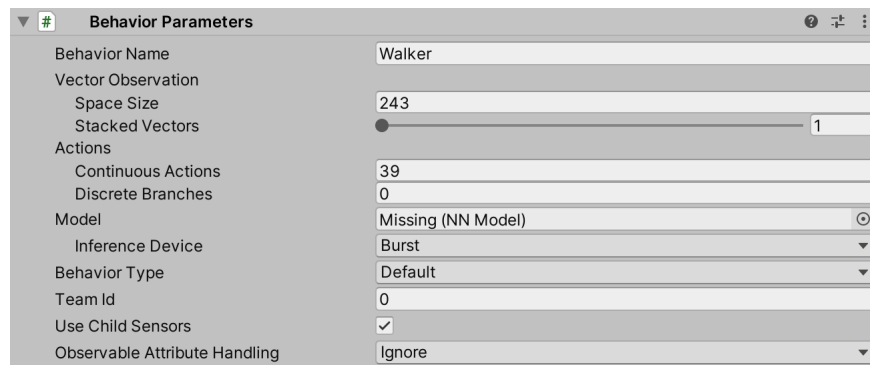 # Behavior Parameters
Behavior Name Walker
Vector Observation
Space Size 243
Stacked Vectors 1
Actions
Continuous Actions 39
Discrete Branches 0
Model Missing (NN Model)
Inference Device Burst
Behavior Type Default
Team Id 0
Use Child Sensors
Observable Attribute Handling Ignore